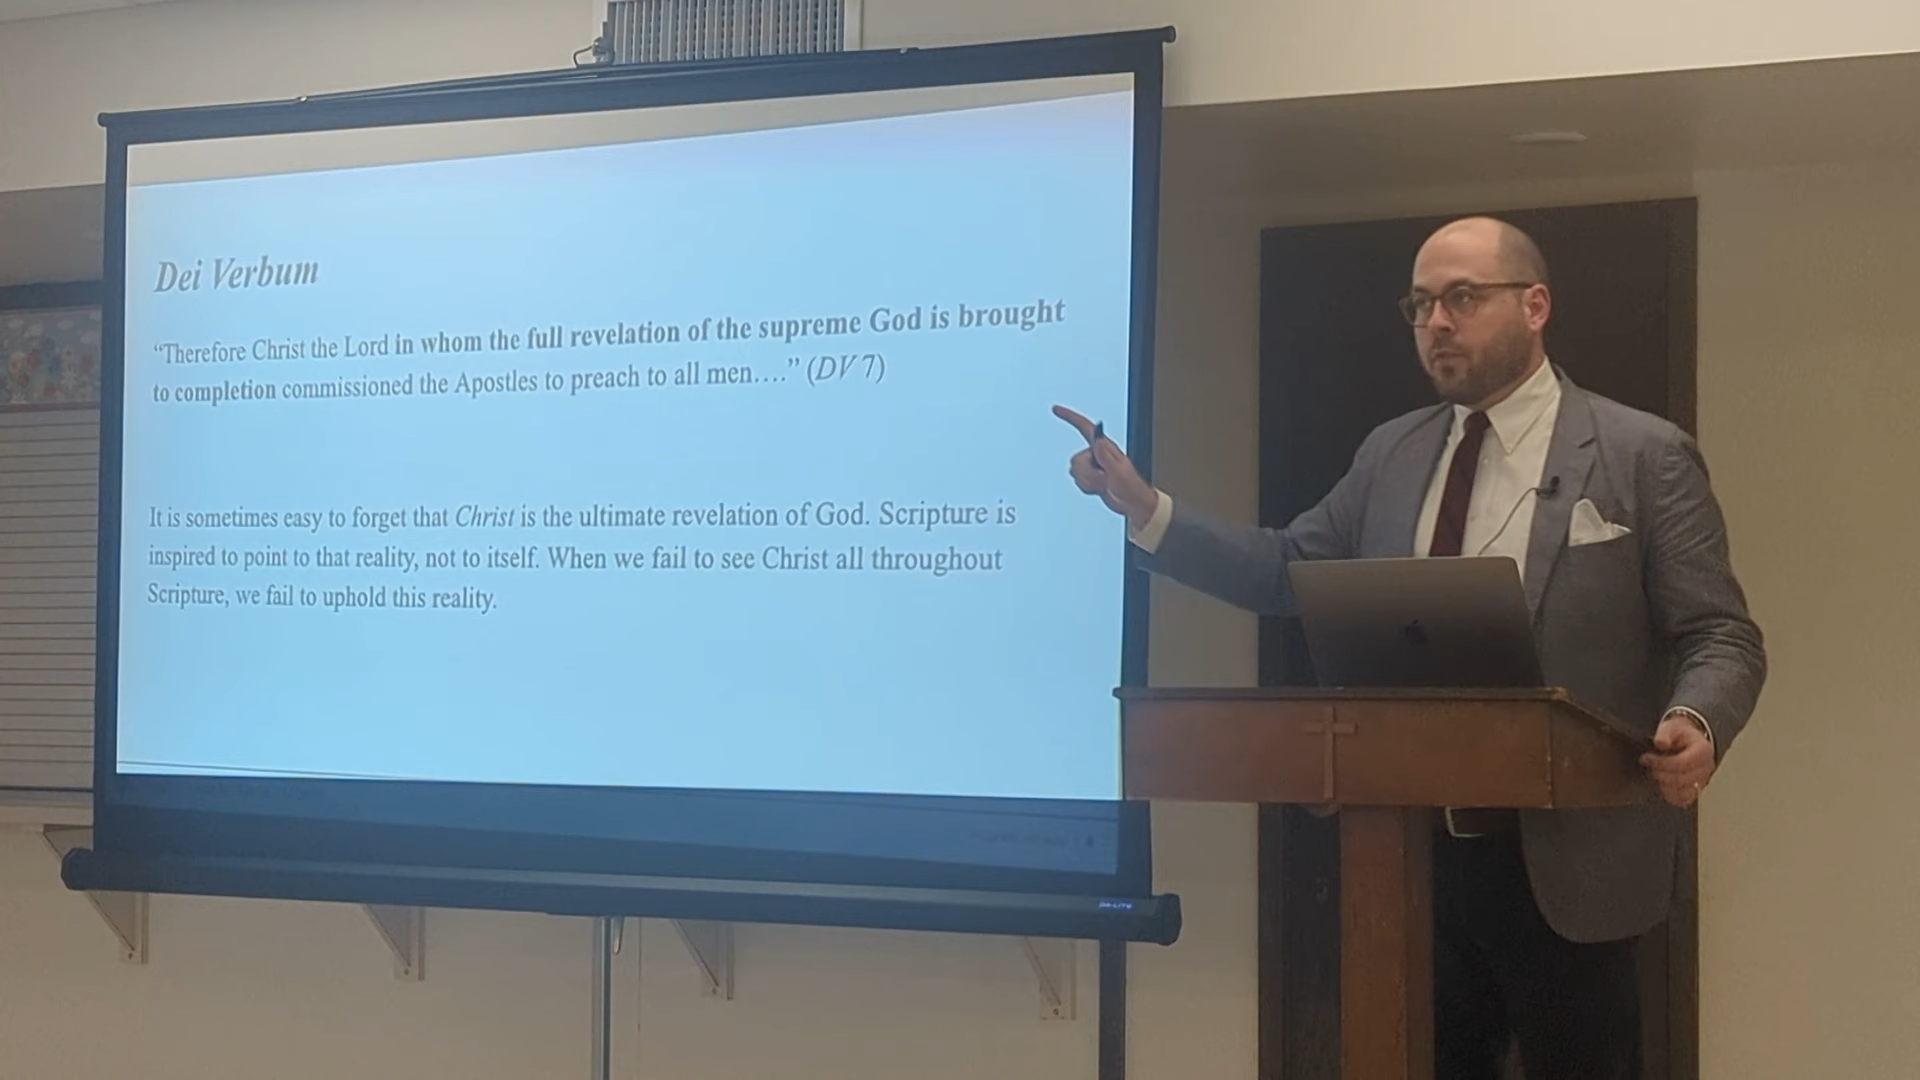 Dei Verbum
“Therefore Christ the Lord in whom the full revelation of the supreme God is brought
to completion commissioned the Apostles to preach to all men….” (DV 7)
It is sometimes easy to forget that Christ is the ultimate revelation of God. Scripture is
inspired to point to that reality, not to itself. When we fail to see Christ all throughout
Scripture, we fail to uphold this reality.
DA-LITE